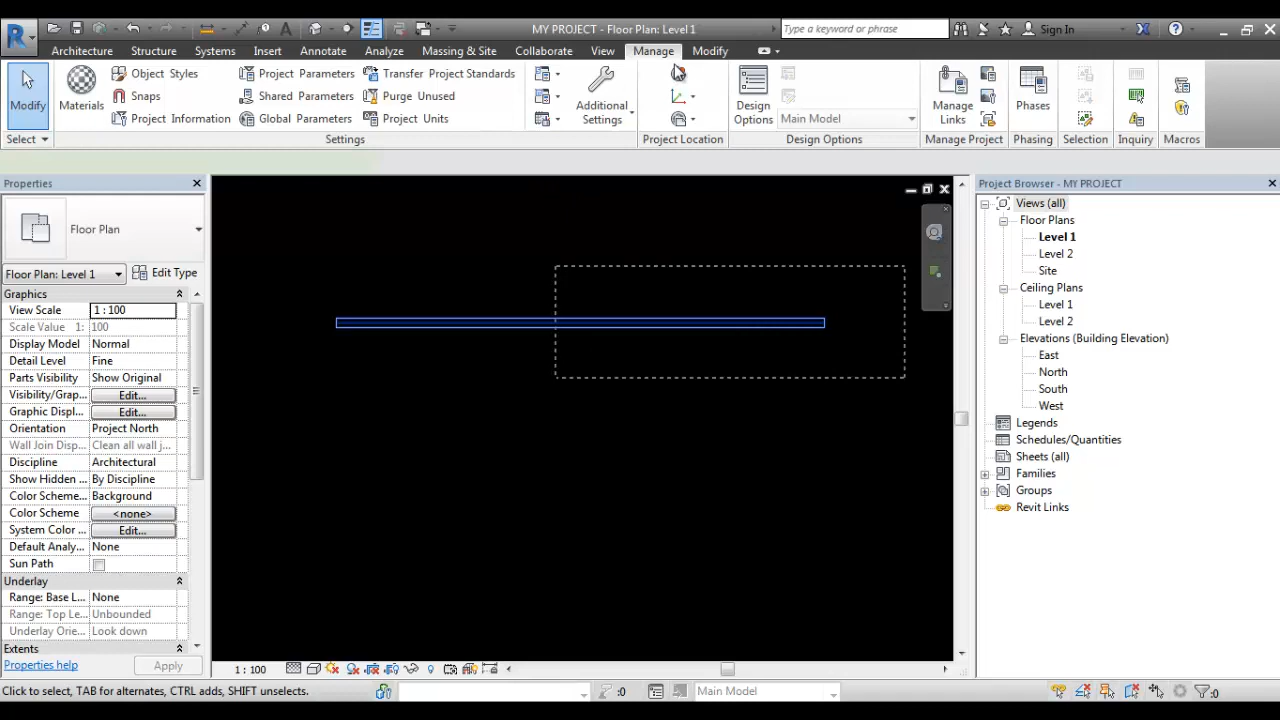 MY PROJECT - Floor Plan: Level 1
Type a keyword or phrase
Sign In
Architecture Structure Systems Insert Annotate Analyze Massing & Site Collaborate View Manage Modify
Modify
Materials
Object Styles
Snaps
Project Information
Project Parameters
Shared Parameters
Global Parameters
Transfer Project Standards
Purge Unused
Project Units
Additional
Settings
Design
Options
Main Model
Manage
Links
Phases
Select
Settings
Project Location
Design Options
Manage Project
Phasing
Selection
Inquiry
Macros
Properties
Floor Plan
Floor Plan: Level 1
Edit Type
Graphics
View Scale 1 : 100
Scale Value 1: 100
Display Model Normal
Detail Level Fine
Parts Visibility Show Original
Visibility/Grap... Edit...
Graphic Displ... Edit...
Orientation Project North
Wall Join Disp... Clean all wall j...
Discipline Architectural
Show Hidden ... By Discipline
Color Scheme... Background
Color Scheme <none>
System Color ... Edit...
Default Analy... None
Sun Path
Underlay
Range: Base L... None
Range: Top Le... Unbounded
Underlay Orie... Look down
Extents
Properties help
Apply
1 : 100
Project Browser - MY PROJECT
Views (all)
Floor Plans
Level 1
Level 2
Site
Ceiling Plans
Level 1
Level 2
Elevations (Building Elevation)
East
North
South
West
Legends
Schedules/Quantities
Sheets (all)
Families
Groups
Revit Links
Click to select, TAB for alternates, CTRL adds, SHIFT unselects.
:0
Main Model
:0